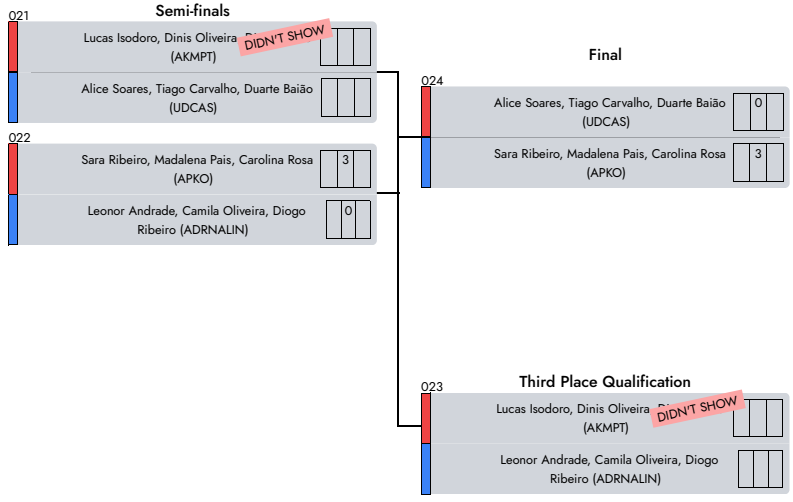 Semi-finals
021
Lucas Isodoro, Dinis Oliveira,
DIDN'T SHOW
(AKMPT)
Alice Soares, Tiago Carvalho, Duarte Baião
(UDCAS)
022
Sara Ribeiro, Madalena Pais, Carolina Rosa
(APKO)
3
Leonor Andrade, Camila Oliveira, Diogo
Ribeiro (ADRNALIN)
0
Final
024
Alice Soares, Tiago Carvalho, Duarte Baião
(UDCAS)
0
Sara Ribeiro, Madalena Pais, Carolina Rosa
(APKO)
3
Third Place Qualification
023
Lucas Isodoro, Dinis Oliveira,
DIDN'T SHOW
(AKMPT)
Leonor Andrade, Camila Oliveira, Diogo
Ribeiro (ADRNALIN)